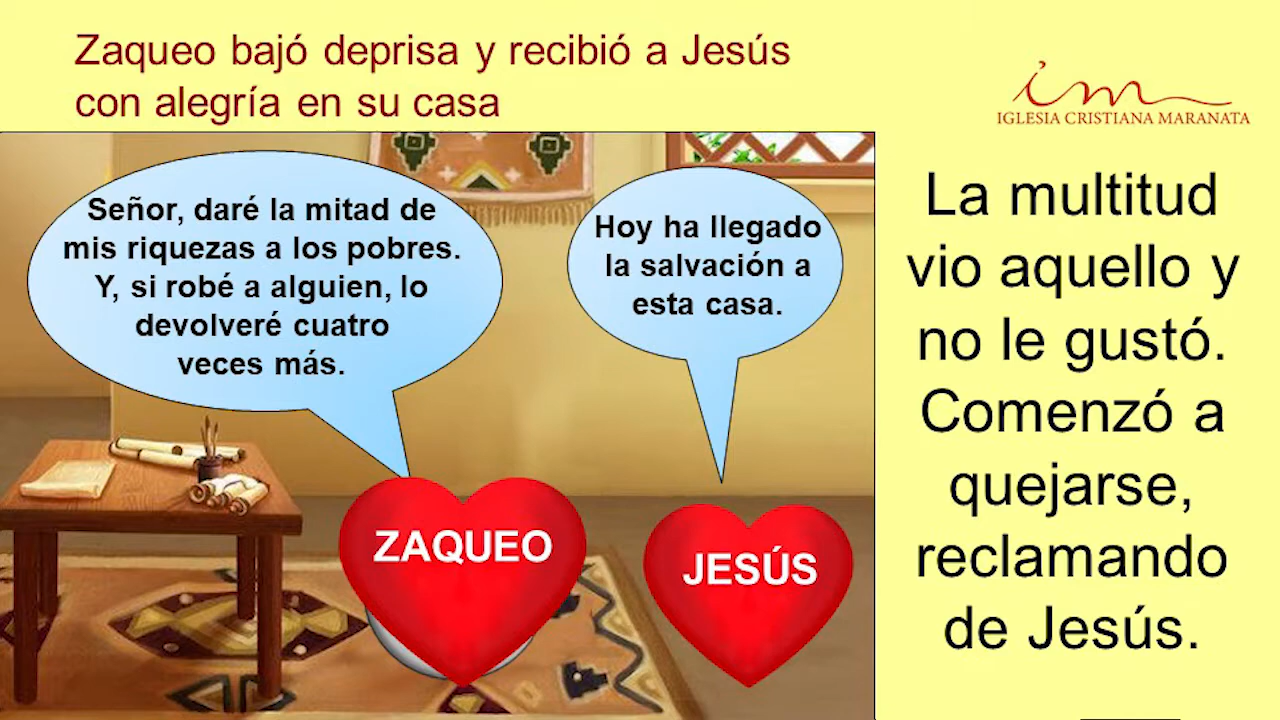 Zaqueo bajó deprisa y recibió a Jesús
con alegría en su casa
im
IGLESIA CRISTIANA MARANATA
Señor, daré la mitad de
mis riquezas a los pobres.
Y, si robé a alguien, lo
devolveré cuatro
veces más.
Hoy ha llegado
la salvación a
esta casa.
ZAQUEO
JESÚS
La multitud
vio aquello y
no le gustó.
Comenzó a
quejarse,
reclamando
de Jesús.